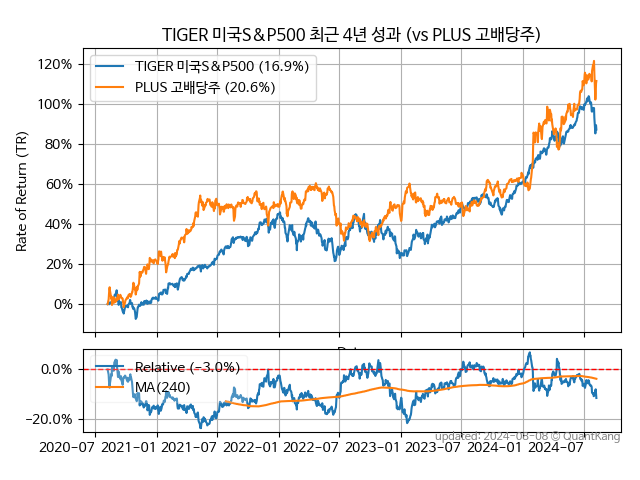 TIGER 미국S&P500 최근 4년 성과 (vs PLUS 고배당주)
120%
100%
80%
60%
40%
20%
0%
Rate of Return (TR)
TIGER 미국S&P500 (16.9%)
PLUS 고배당주 (20.6%)
0.0%
−20.0%
Relative (−3.0%)
MA(240)
updated: 2024-08-08 © QuantKang
2020-07 2021-01 2021-07 2022-01 2022-07 2023-01 2023-07 2024-01 2024-07